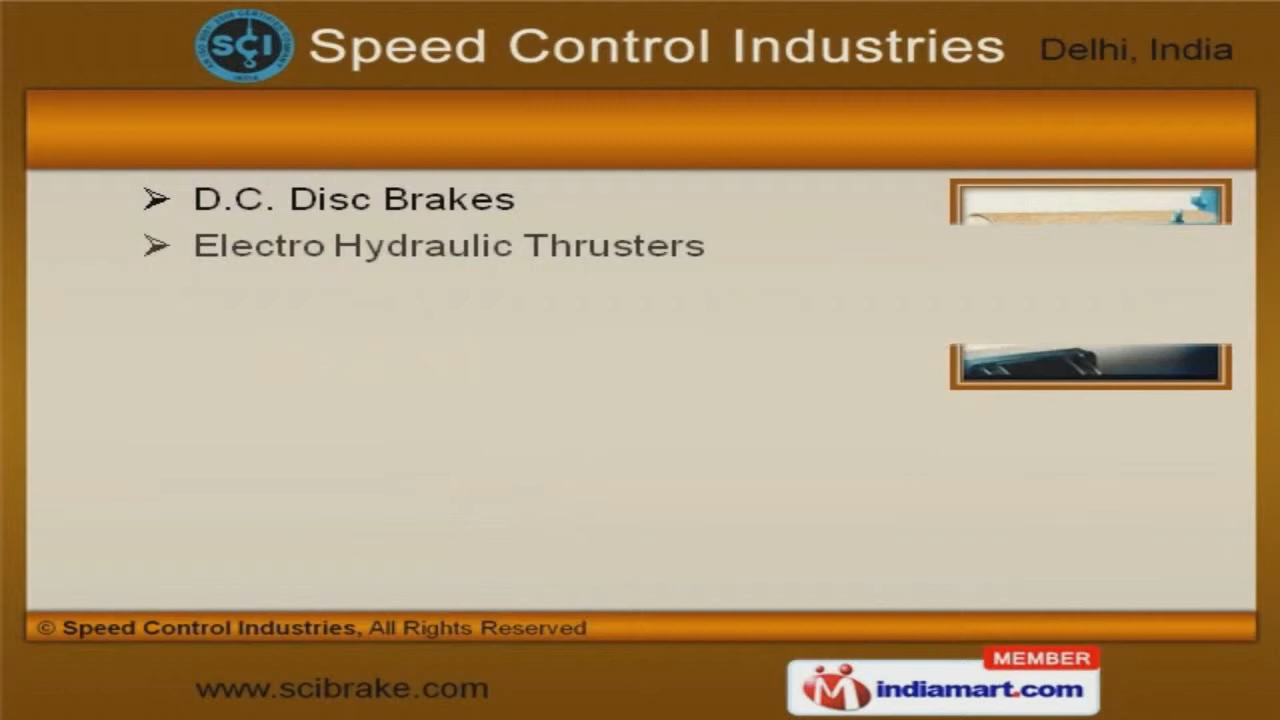 SCI
Speed Control Industries
Delhi, India
➢ D.C. Disc Brakes
➢ Electro Hydraulic Thrusters
© Speed Control Industries, All Rights Reserved
www.scibrake.com
MEMBER
indiamart.com